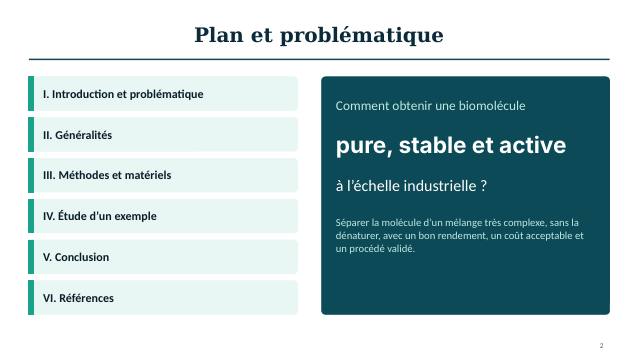 Plan et problématique
I. Introduction et problématique
II. Généralités
III. Méthodes et matériels
IV. Étude d’un exemple
V. Conclusion
VI. Références
Comment obtenir une biomolécule
pure, stable et active
à l’échelle industrielle ?
Séparer la molécule d’un mélange très complexe, sans la
dénaturer, avec un bon rendement, un coût acceptable et
un procédé validé.
2